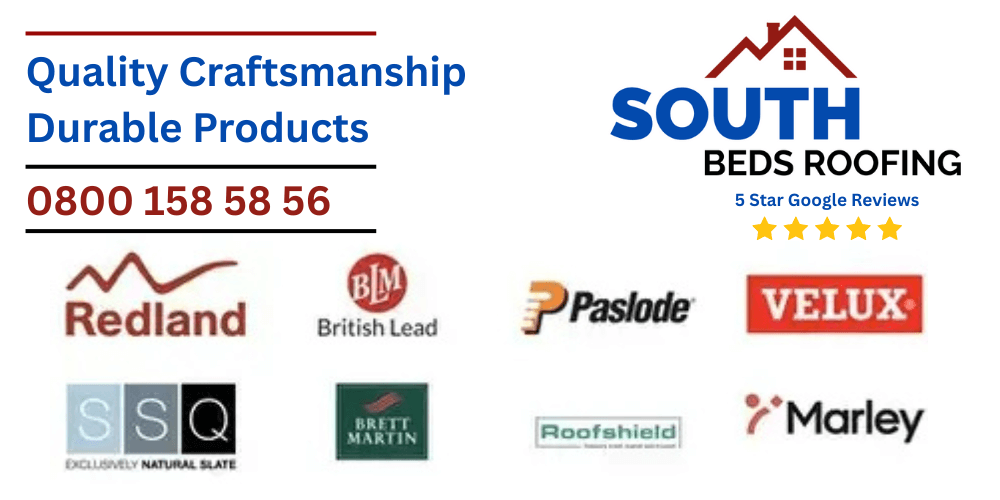 Quality Craftsmanship
Durable Products
0800 158 58 56
SOUTH
BEDS ROOFING
5 Star Google Reviews
Redland
BLM
British Lead
Paslode
VELUX®
SSQ
EXCLUSIVELY NATURAL SLATE
BRETT
MARTIN
Roofshield
Marley